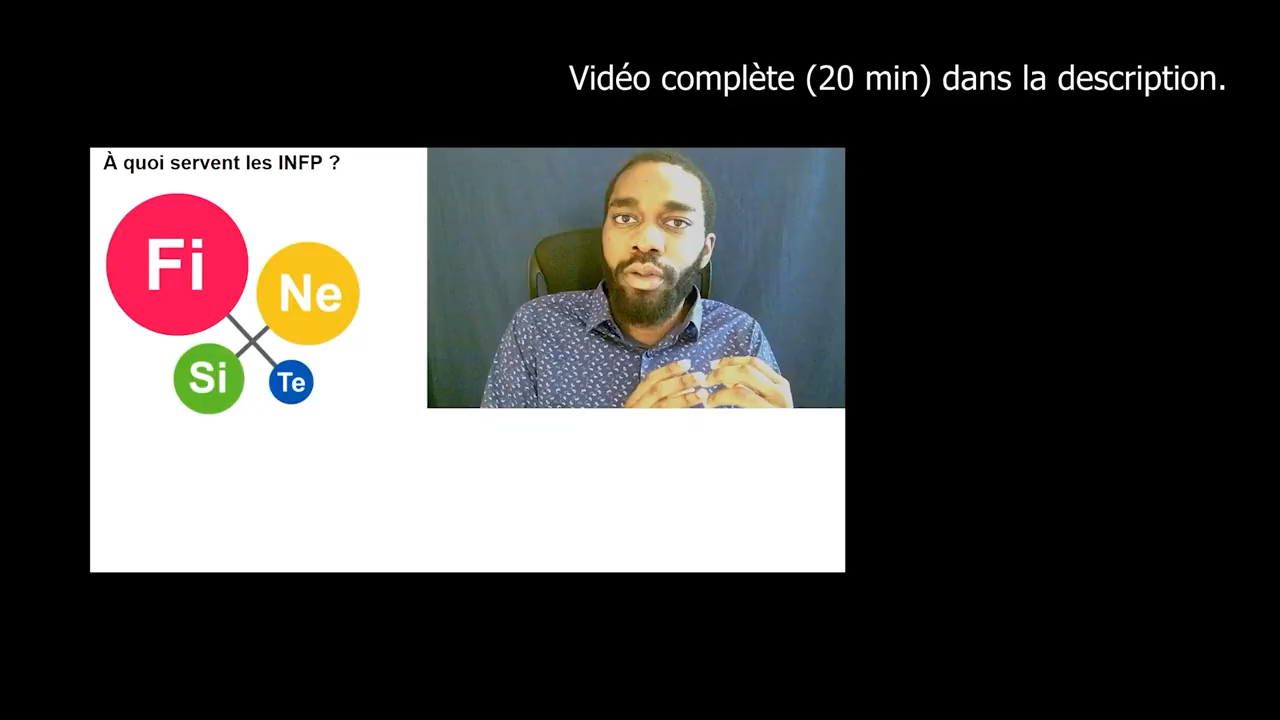 Vidéo complète (20 min) dans la description.
À quoi servent les INFP ?
Fi
Ne
Si
Te